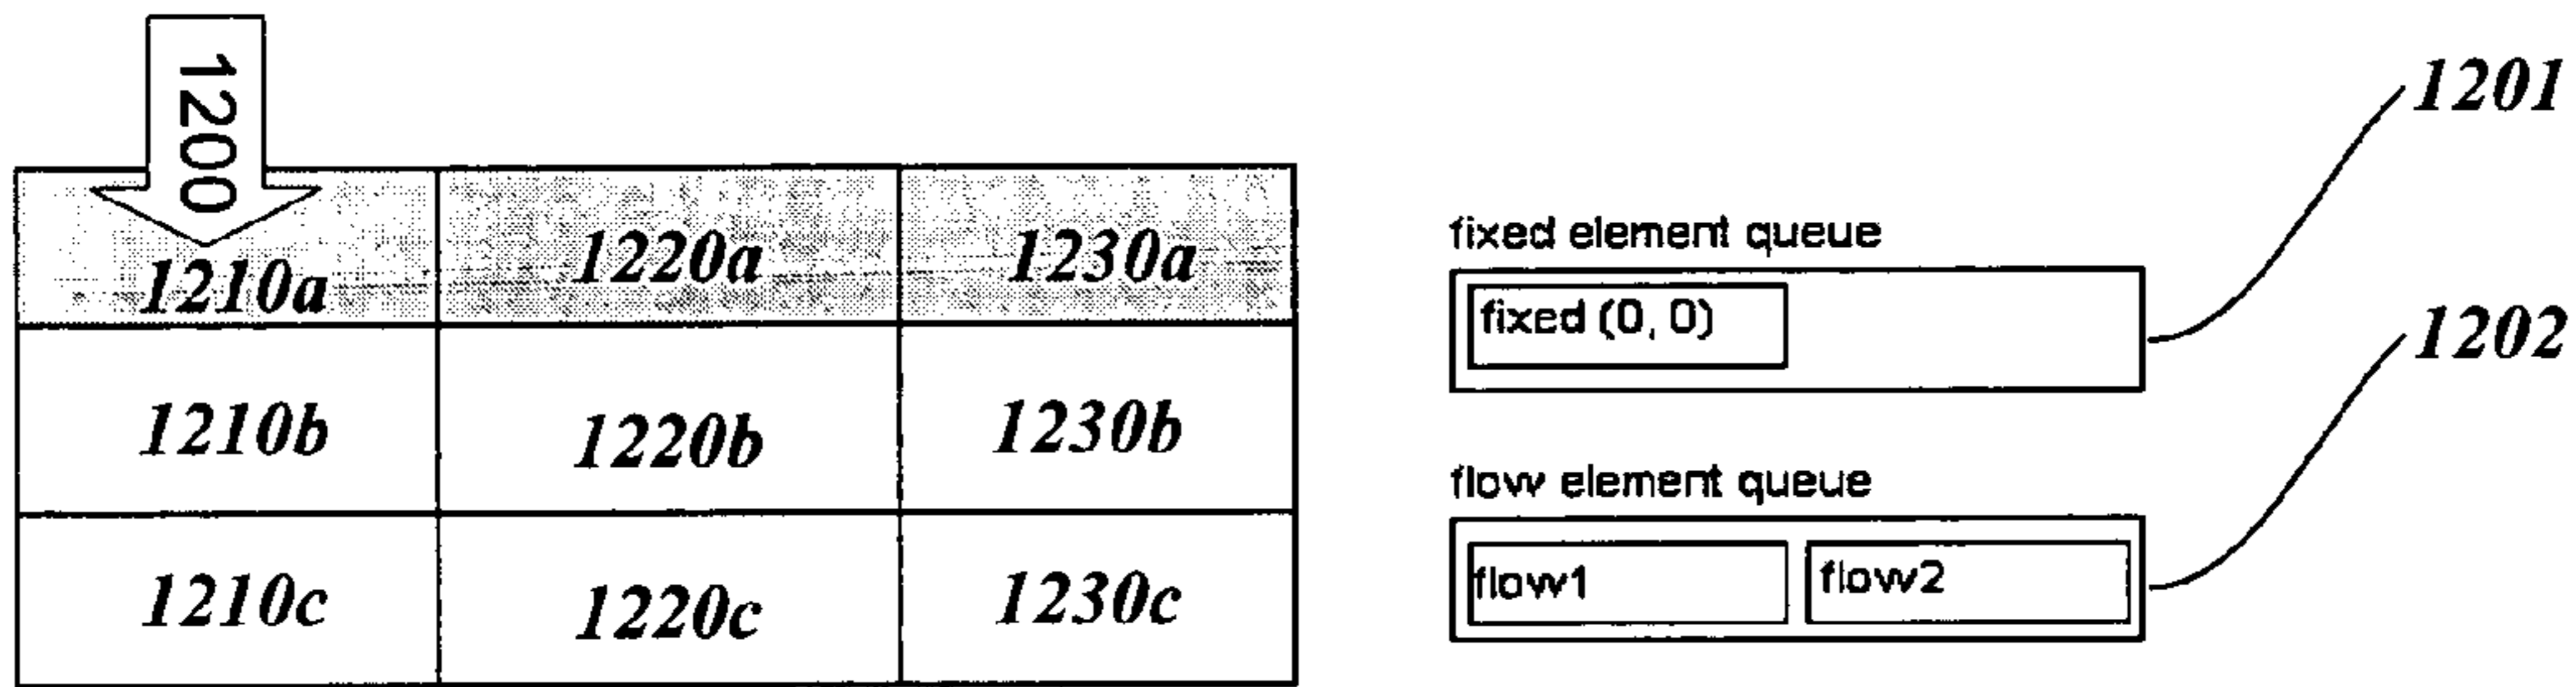 1200
1210a 1220a 1230a
1210b 1220b 1230b
1210c 1220c 1230c
1201
fixed element queue
fixed (0, 0)
1202
flow element queue
flow1 flow2